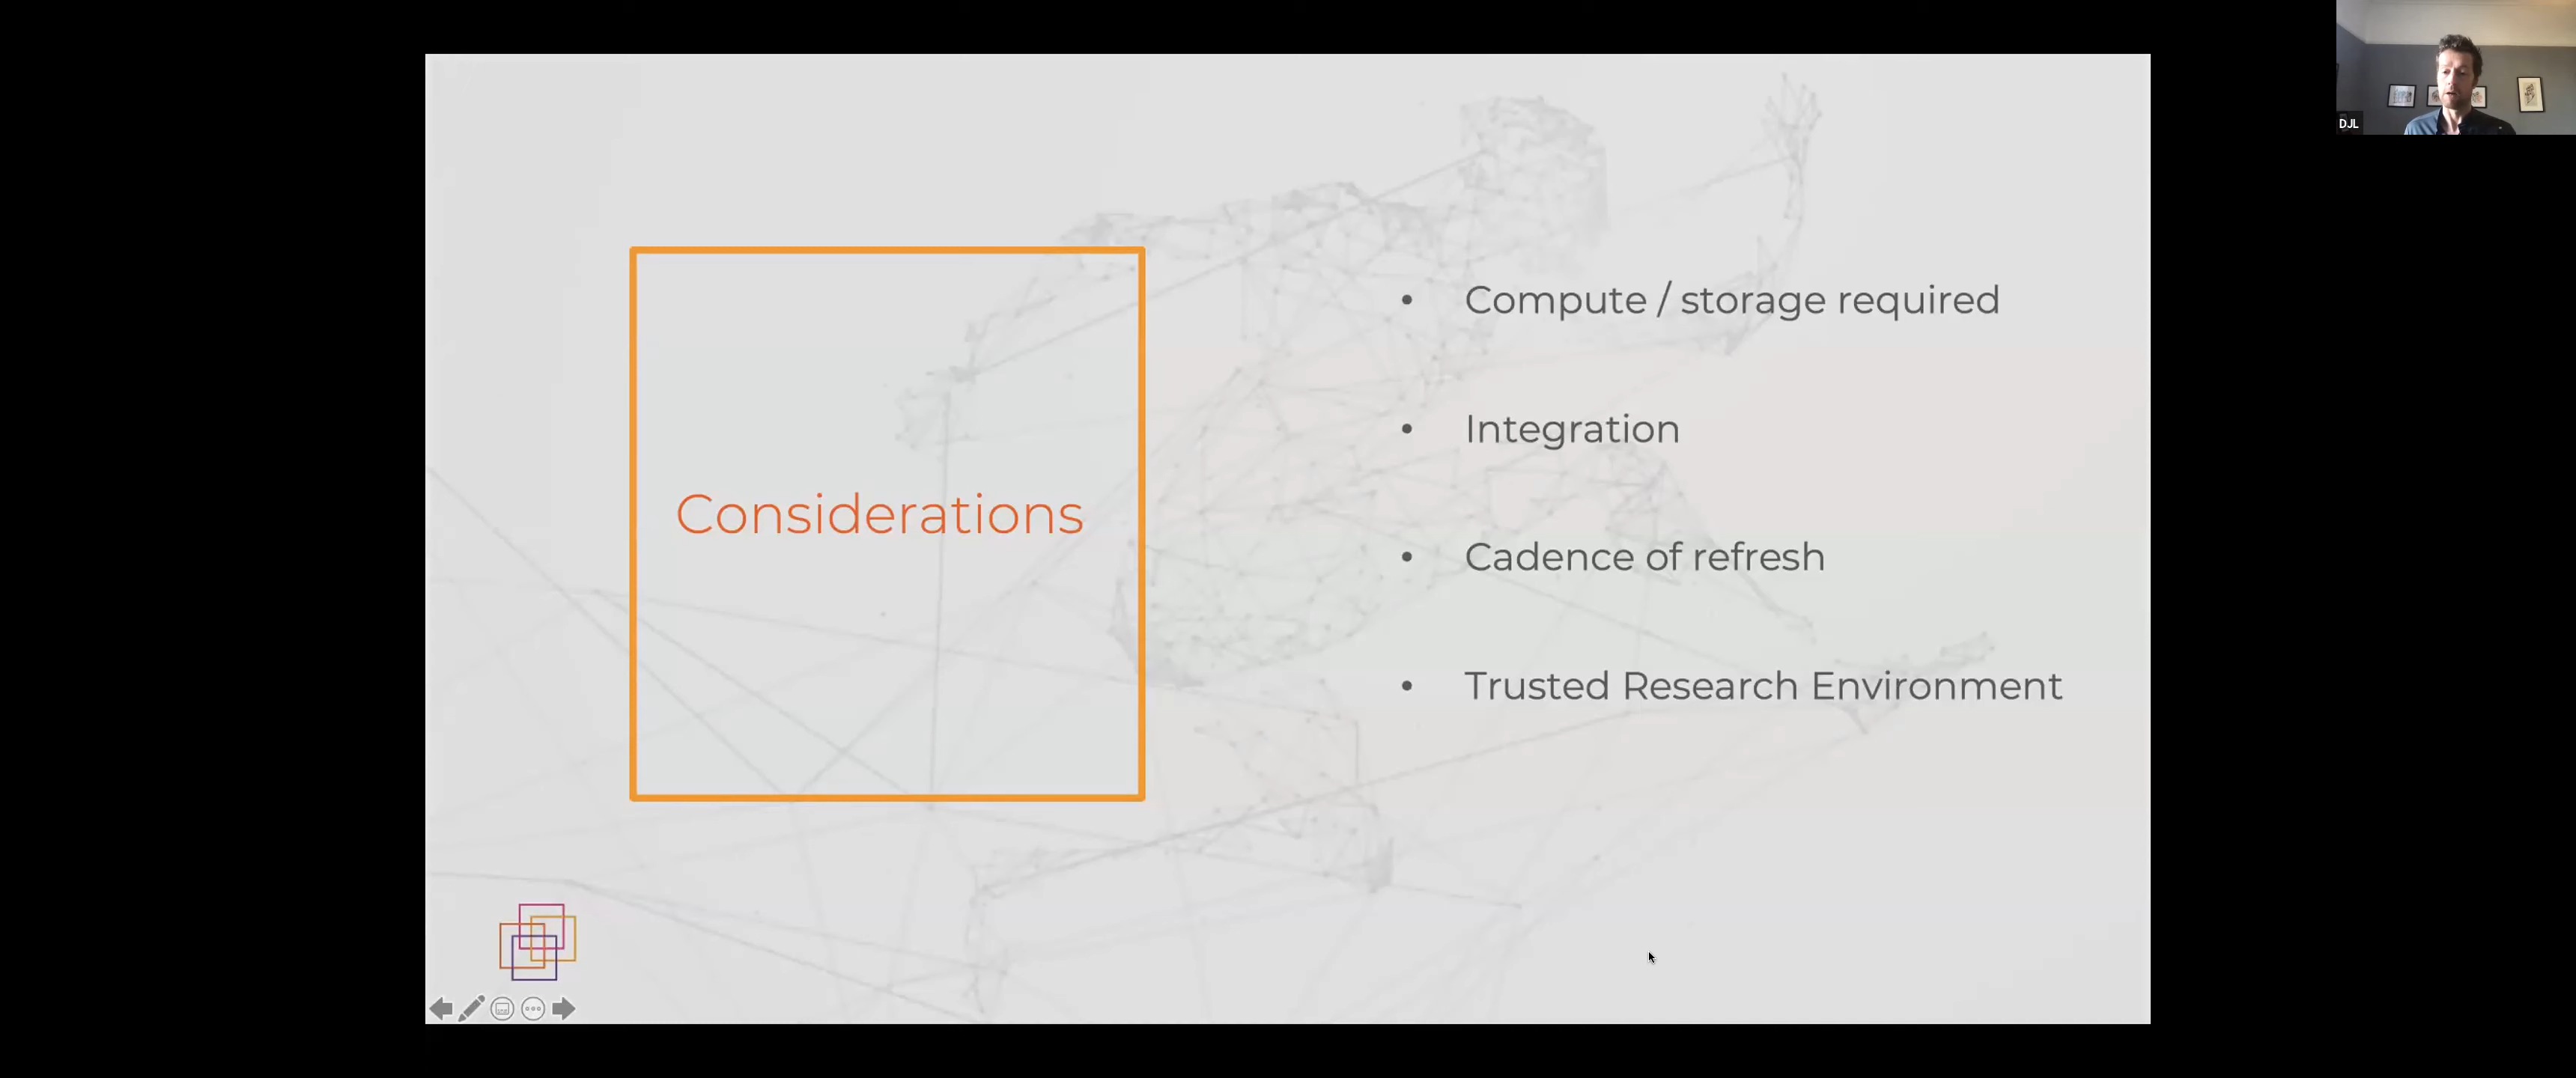 DJL
Considerations
Compute / storage required
Integration
Cadence of refresh
Trusted Research Environment